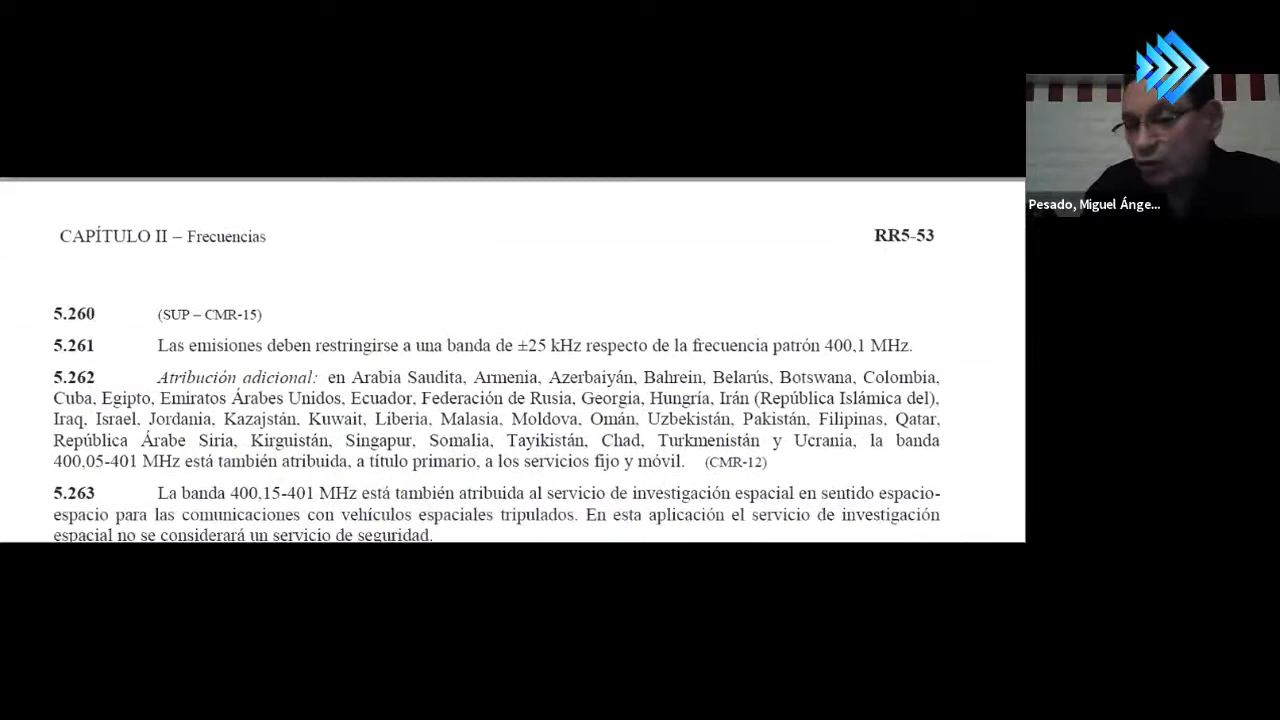 CAPÍTULO II – Frecuencias
RR5-53
Pesado, Miguel Ánge...
5.260 (SUP – CMR-15)
5.261 Las emisiones deben restringirse a una banda de ±25 kHz respecto de la frecuencia patrón 400,1 MHz.
5.262 Atribución adicional: en Arabia Saudita, Armenia, Azerbaiyán, Bahrein, Belarús, Botswana, Colombia,
Cuba, Egipto, Emiratos Árabes Unidos, Ecuador, Federación de Rusia, Georgia, Hungría, Irán (República Islámica del),
Iraq, Israel, Jordania, Kazajstán, Kuwait, Liberia, Malasia, Moldova, Omán, Uzbekistán, Pakistán, Filipinas, Qatar,
República Árabe Siria, Kirguistán, Singapur, Somalia, Tayikistán, Chad, Turkmenistán y Ucrania, la banda
400,05-401 MHz está también atribuida, a título primario, a los servicios fijo y móvil. (CMR-12)
5.263 La banda 400,15-401 MHz está también atribuida al servicio de investigación espacial en sentido espacio-
espacio para las comunicaciones con vehículos espaciales tripulados. En esta aplicación el servicio de investigación
espacial no se considerará un servicio de seguridad.